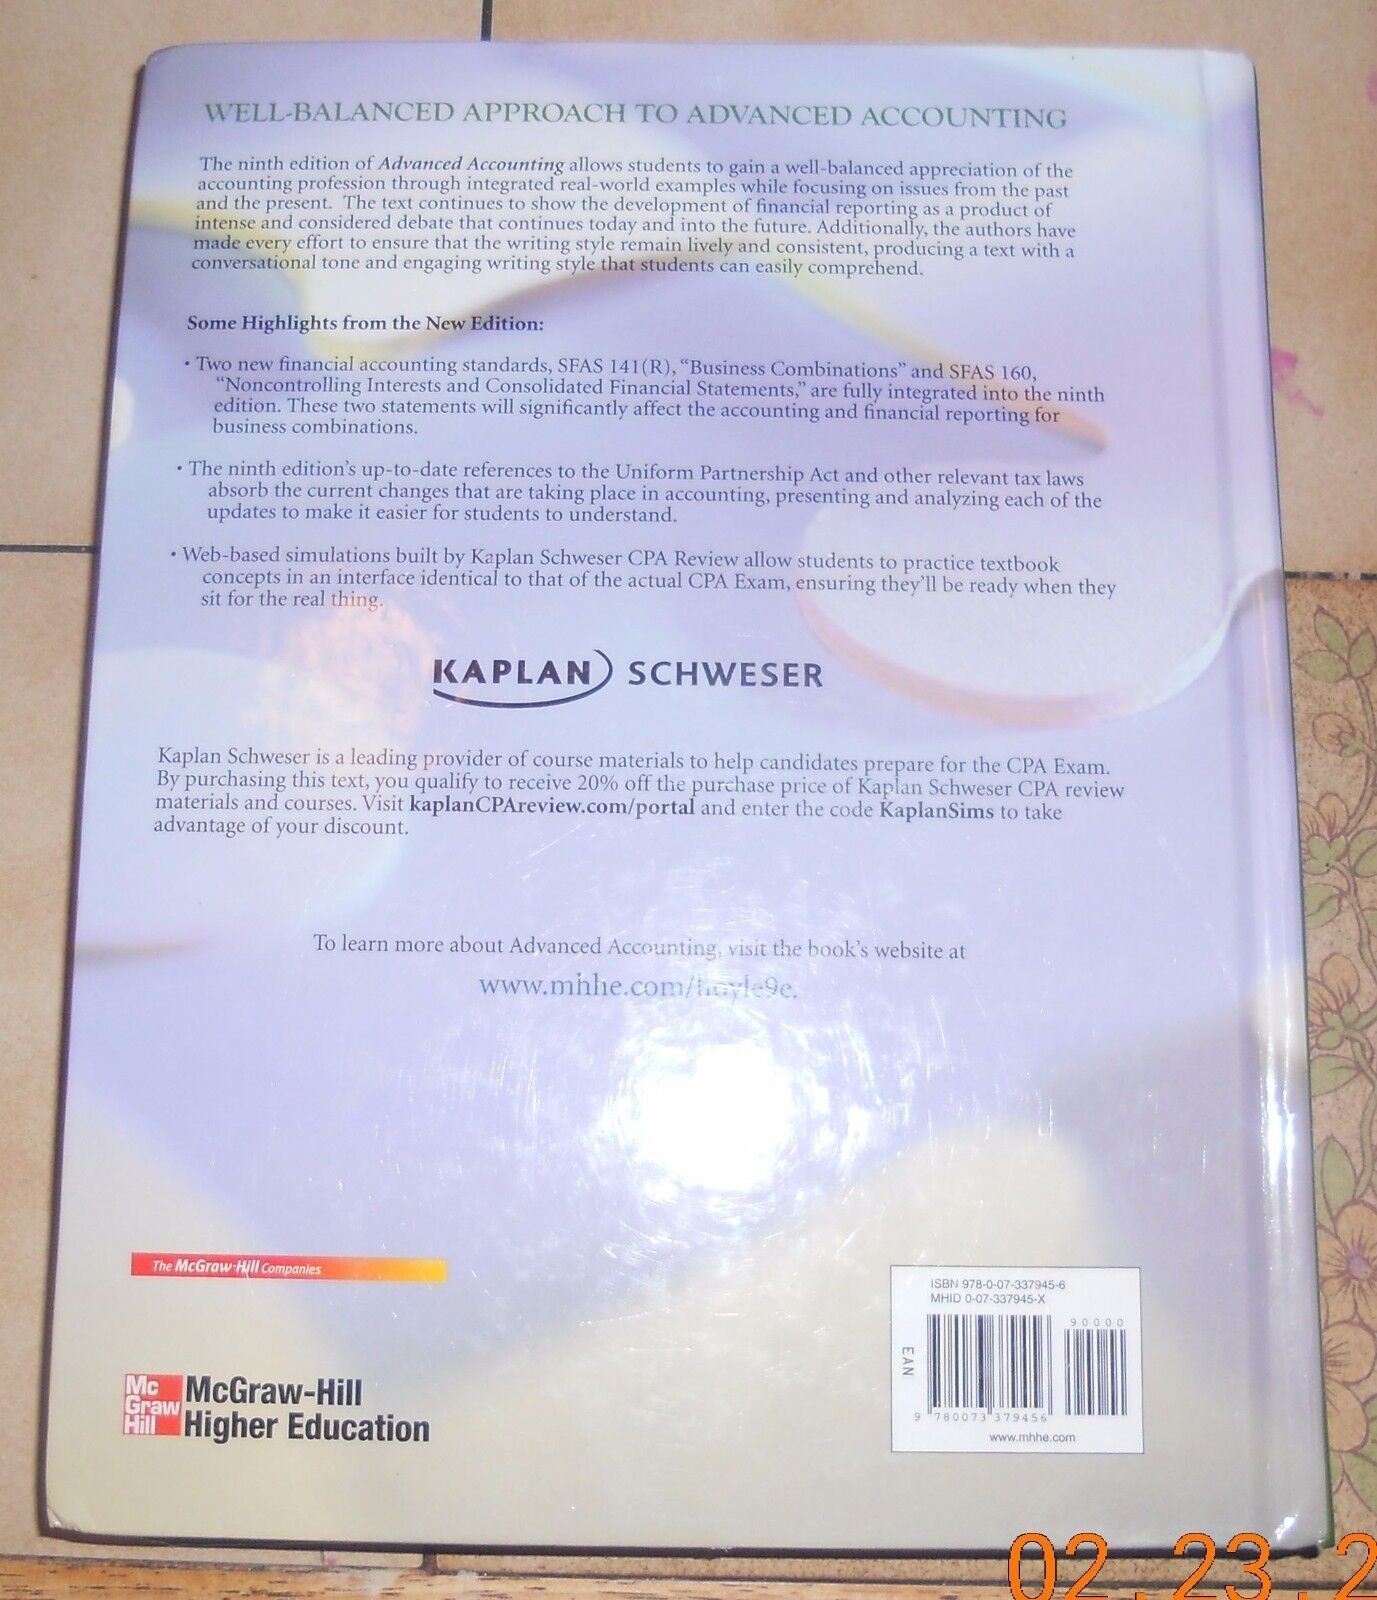 WELL-BALANCED APPROACH TO ADVANCED ACCOUNTING
The ninth edition of Advanced Accounting allows students to gain a well-balanced appreciation of the
accounting profession through integrated real-world examples while focusing on issues from the past
and the present. The text continues to show the development of financial reporting as a product of
intense and considered debate that continues today and into the future. Additionally, the authors have
made every effort to ensure that the writing style remain lively and consistent, producing a text with a
conversational tone and engaging writing style that students can easily comprehend.
Some Highlights from the New Edition:
• Two new financial accounting standards, SFAS 141(R), “Business Combinations” and SFAS 160,
“Noncontrolling Interests and Consolidated Financial Statements,” are fully integrated into the ninth
edition. These two statements will significantly affect the accounting and financial reporting for
business combinations.
• The ninth edition’s up-to-date references to the Uniform Partnership Act and other relevant tax laws
absorb the current changes that are taking place in accounting, presenting and analyzing each of the
updates to make it easier for students to understand.
• Web-based simulations built by Kaplan Schweser CPA Review allow students to practice textbook
concepts in an interface identical to that of the actual CPA Exam, ensuring they’ll be ready when they
sit for the real thing.
KAPLAN SCHWESER
Kaplan Schweser is a leading provider of course materials to help candidates prepare for the CPA Exam.
By purchasing this text, you qualify to receive 20% off the purchase price of Kaplan Schweser CPA review
materials and courses. Visit kaplanCPAreview.com/portal and enter the code KaplanSims to take
advantage of your discount.
To learn more about Advanced Accounting, visit the book’s website at
www.mhhe.com/hoyle9e.
The McGraw·Hill Companies
ISBN 978-0-07-337945-6
MHID 0-07-337945-X
90000
EAN
9 780073 379456
www.mhhe.com
Mc
Graw
Hill
McGraw-Hill
Higher Education
02.23.2